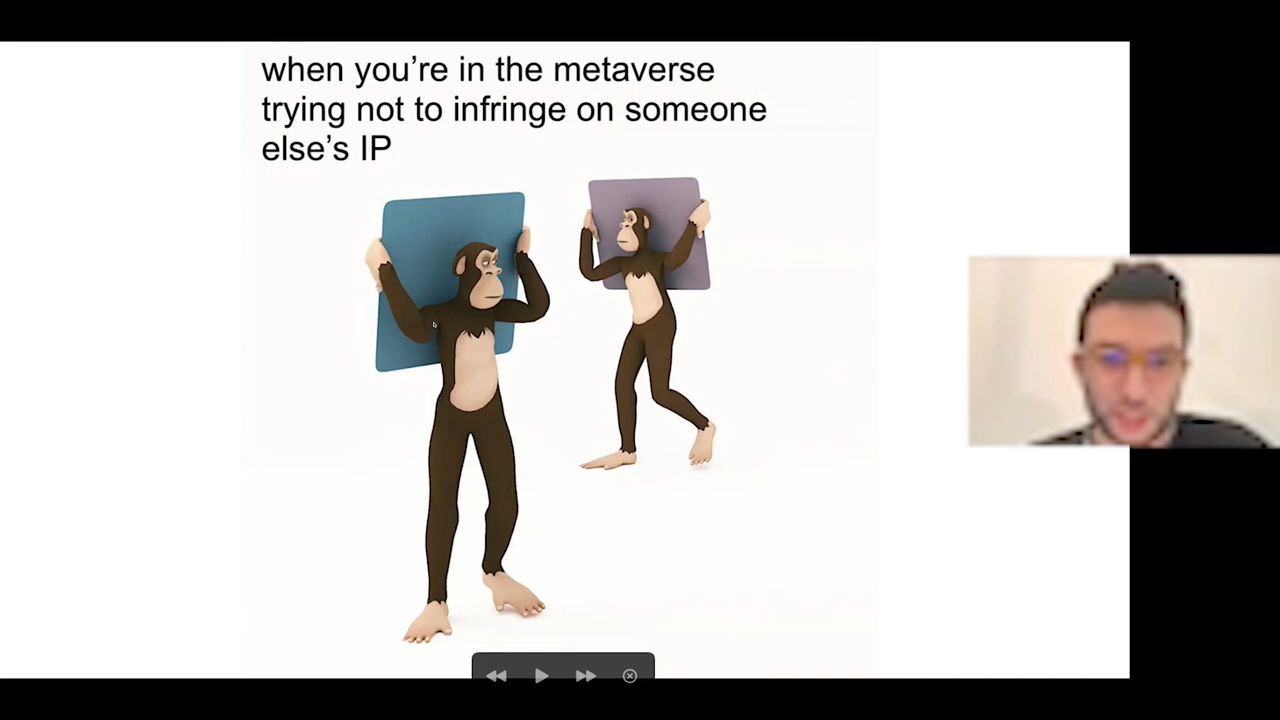 when you’re in the metaverse
trying not to infringe on someone
else’s IP